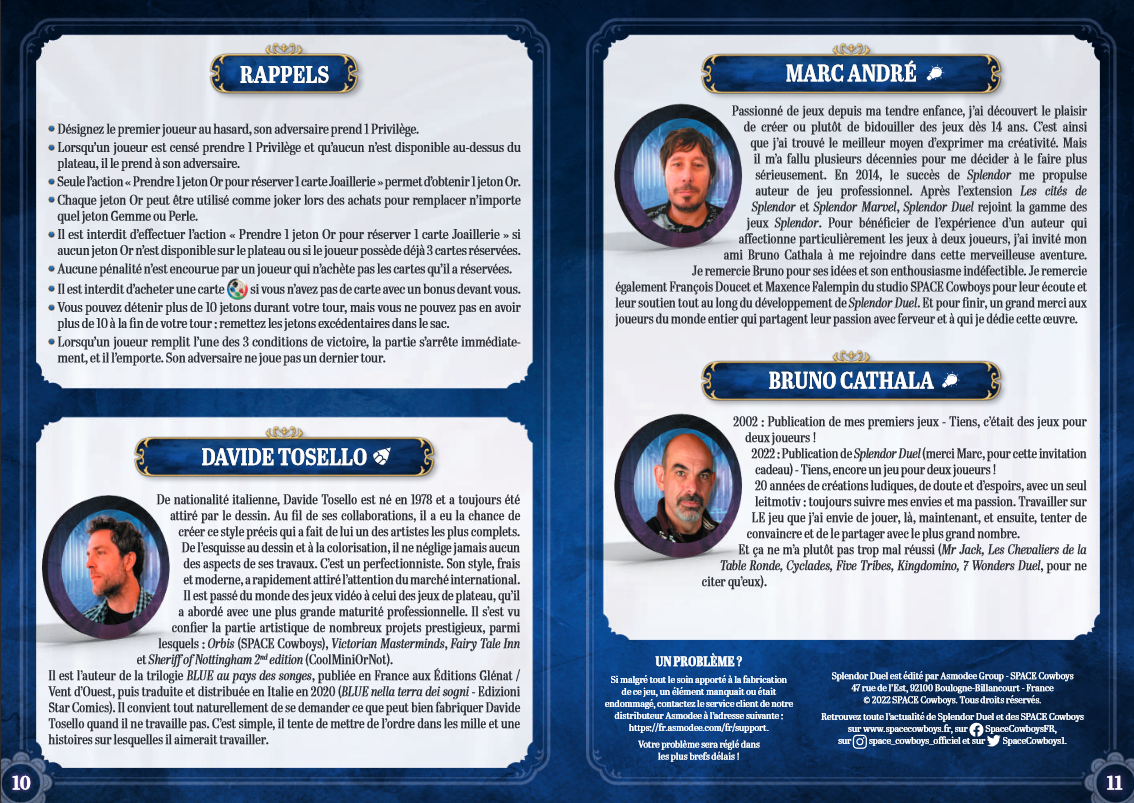 RAPPELS
• Désignez le premier joueur au hasard, son adversaire prend 1 Privilège.
• Lorsqu'un joueur est censé prendre 1 Privilège et qu'aucun n'est disponible au-dessus du
plateau, il le prend à son adversaire.
• Seule l'action « Prendre 1 jeton Or pour réserver 1 carte Joaillerie » permet d'obtenir 1 jeton Or.
• Chaque jeton Or peut être utilisé comme joker lors des achats pour remplacer n'importe
quel jeton Gemme ou Perle.
• Il est interdit d'effectuer l'action « Prendre 1 jeton Or pour réserver 1 carte Joaillerie » si
aucun jeton Or n'est disponible sur le plateau ou si le joueur possède déjà 3 cartes réservées.
• Aucune pénalité n'est encourue par un joueur qui n'achète pas les cartes qu'il a réservées.
• Il est interdit d'acheter une carte si vous n'avez pas de carte avec un bonus devant vous.
• Vous pouvez détenir plus de 10 jetons durant votre tour, mais vous ne pouvez pas en avoir
plus de 10 à la fin de votre tour ; remettez les jetons excédentaires dans le sac.
• Lorsqu'un joueur remplit l'une des 3 conditions de victoire, la partie s'arrête immédiate-
ment, et il l'emporte. Son adversaire ne joue pas un dernier tour.
DAVIDE TOSELLO
De nationalité italienne, Davide Tosello est né en 1978 et a toujours été
attiré par le dessin. Au fil de ses collaborations, il a eu la chance de
créer ce style précis qui a fait de lui un des artistes les plus complets.
De l'esquisse au dessin et à la colorisation, il ne néglige jamais aucun
des aspects de ses travaux. C'est un perfectionniste. Son style, frais
et moderne, a rapidement attiré l'attention du marché international.
Il est passé du monde des jeux vidéo à celui des jeux de plateau, qu'il
a abordé avec une plus grande maturité professionnelle. Il s'est vu
confier la partie artistique de nombreux projets prestigieux, parmi
lesquels : Orbis (SPACE Cowboys), Victorian Masterminds, Fairy Tale Inn
et Sheriff of Nottingham 2nd edition (CoolMiniOrNot).
Il est l'auteur de la trilogie BLUE au pays des songes, publiée en France aux Éditions Glénat /
Vent d'Ouest, puis traduite et distribuée en Italie en 2020 (BLUE nella terra dei sogni - Edizioni
Star Comics). Il convient tout naturellement de se demander ce que peut bien fabriquer Davide
Tosello quand il ne travaille pas. C'est simple, il tente de mettre de l'ordre dans les mille et une
histoires sur lesquelles il aimerait travailler.
10
MARC ANDRÉ
Passionné de jeux depuis ma tendre enfance, j'ai découvert le plaisir
de créer ou plutôt de bidouiller des jeux dès 14 ans. C'est ainsi
que j'ai trouvé le meilleur moyen d'exprimer ma créativité. Mais
il m'a fallu plusieurs décennies pour me décider à le faire plus
sérieusement. En 2014, le succès de Splendor me propulse
auteur de jeu professionnel. Après l'extension Les cités de
Splendor et Splendor Marvel, Splendor Duel rejoint la gamme des
jeux Splendor. Pour bénéficier de l'expérience d'un auteur qui
affectionne particulièrement les jeux à deux joueurs, j'ai invité mon
ami Bruno Cathala à me rejoindre dans cette merveilleuse aventure.
Je remercie Bruno pour ses idées et son enthousiasme indéfectible. Je remercie
également François Doucet et Maxence Falempin du studio SPACE Cowboys pour leur écoute et
leur soutien tout au long du développement de Splendor Duel. Et pour finir, un grand merci aux
joueurs du monde entier qui partagent leur passion avec ferveur et à qui je dédie cette œuvre.
BRUNO CATHALA
2002 : Publication de mes premiers jeux - Tiens, c'était des jeux pour
deux joueurs !
2022 : Publication de Splendor Duel (merci Marc, pour cette invitation
cadeau) - Tiens, encore un jeu pour deux joueurs !
20 années de créations ludiques, de doute et d'espoirs, avec un seul
leitmotiv : toujours suivre mes envies et ma passion. Travailler sur
LE jeu que j'ai envie de jouer, là, maintenant, et ensuite, tenter de
convaincre et de le partager avec le plus grand nombre.
Et ça ne m'a plutôt pas trop mal réussi (Mr Jack, Les Chevaliers de la
Table Ronde, Cyclades, Five Tribes, Kingdomino, 7 Wonders Duel, pour ne
citer qu'eux).
UN PROBLÈME ?
Si malgré tout le soin apporté à la fabrication
de ce jeu, un élément manquait ou était
endommagé, contactez le service client de notre
distributeur Asmodee à l'adresse suivante :
https://fr.asmodee.com/fr/support.
Votre problème sera réglé dans
les plus brefs délais !
Splendor Duel est édité par Asmodee Group - SPACE Cowboys
47 rue de l'Est, 92100 Boulogne-Billancourt - France
© 2022 SPACE Cowboys. Tous droits réservés.
Retrouvez toute l'actualité de Splendor Duel et des SPACE Cowboys
sur www.spacecowboys.fr, sur SpaceCowboysFR,
sur space_cowboys_officiel et sur SpaceCowboys1.
11